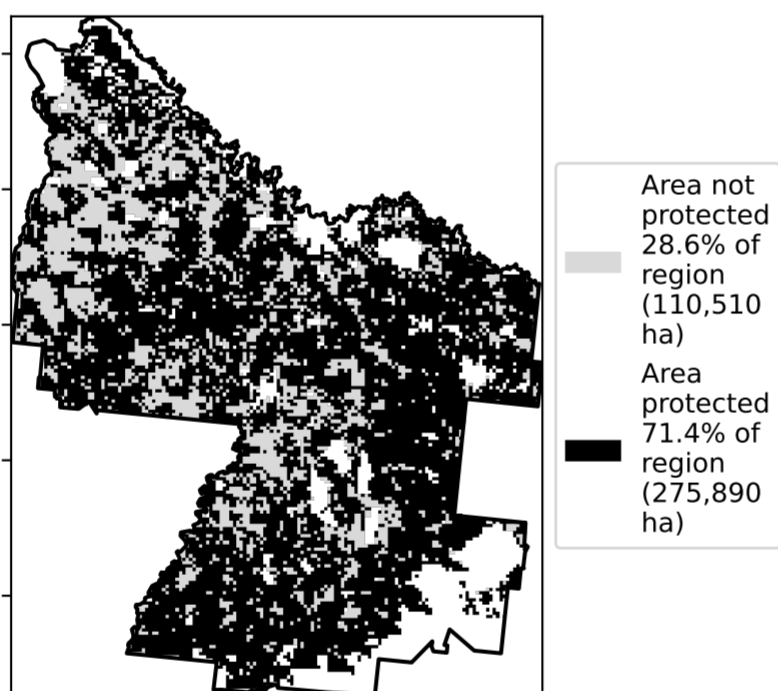 Area not
protected
28.6% of
region
(110,510
ha)
Area
protected
71.4% of
region
(275,890
ha)